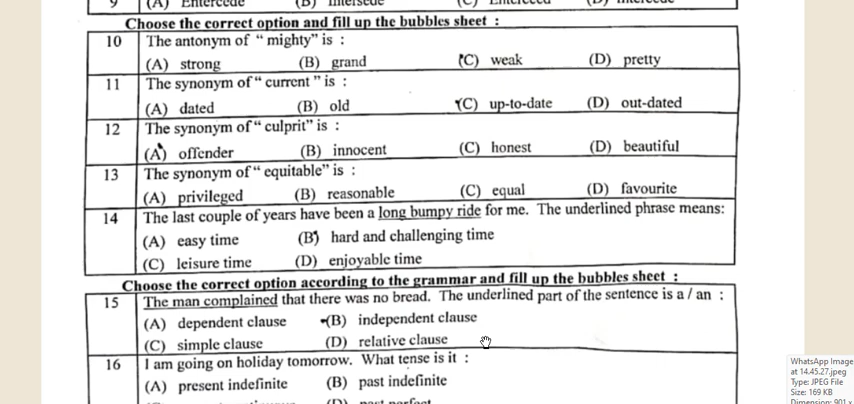 9 (A) Entercede (B) Intersede
Choose the correct option and fill up the bubbles sheet :
10 The antonym of “ mighty” is :
(A) strong (B) grand (C) weak (D) pretty
11 The synonym of “ current ” is :
(A) dated (B) old (C) up-to-date (D) out-dated
12 The synonym of “ culprit” is :
(A) offender (B) innocent (C) honest (D) beautiful
13 The synonym of “ equitable” is :
(A) privileged (B) reasonable (C) equal (D) favourite
14 The last couple of years have been a long bumpy ride for me. The underlined phrase means:
(A) easy time (B) hard and challenging time
(C) leisure time (D) enjoyable time
Choose the correct option according to the grammar and fill up the bubbles sheet :
15 The man complained that there was no bread. The underlined part of the sentence is a / an :
(A) dependent clause (B) independent clause
(C) simple clause (D) relative clause
16 I am going on holiday tomorrow. What tense is it :
(A) present indefinite (B) past indefinite
(D) past perfect
WhatsApp Image
at 14.45.27.jpeg
Type: JPEG File
Size: 169 KB
Dimension: 901 x